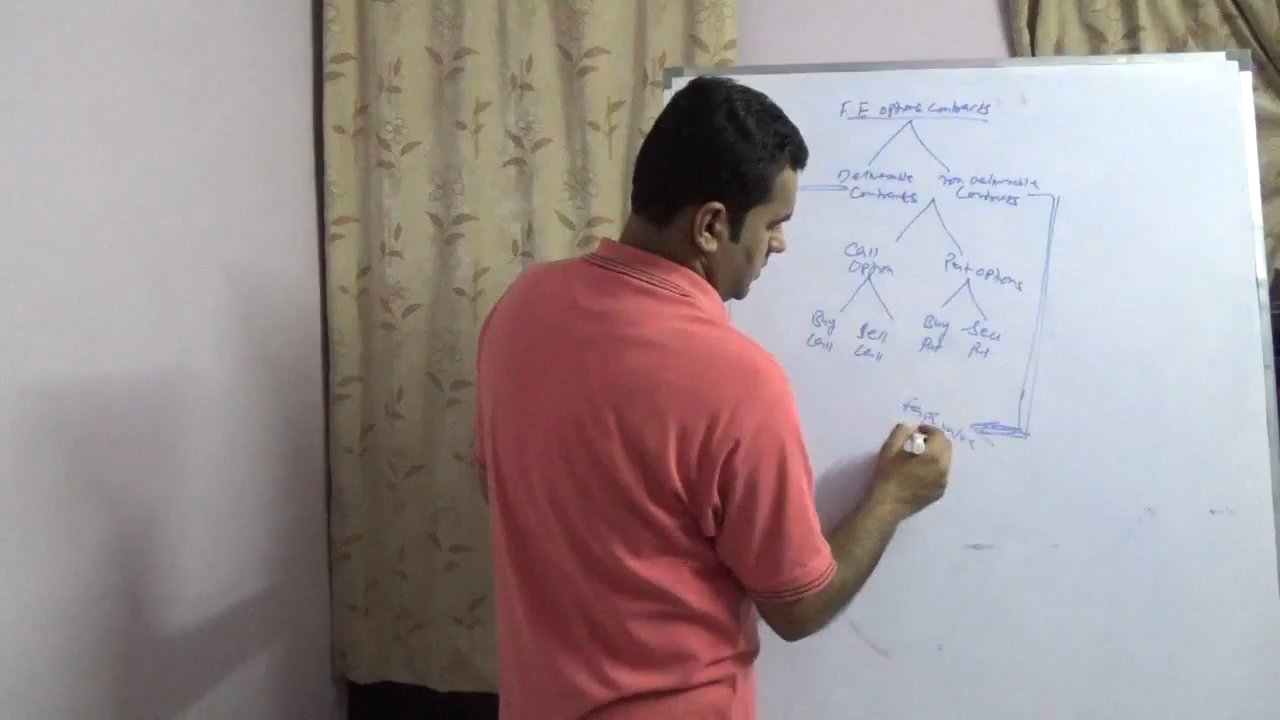 F E options contracts
Deliverable
Contracts
Non Deliverable
Contracts
Call
Option
Put options
Buy
Call
Sell
Call
Buy
Put
Sell
Put